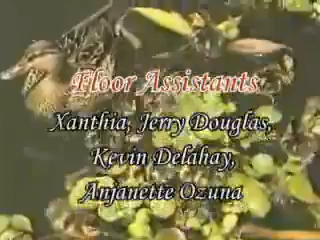 Floor Assistants
Xanthia, Jerry Douglas,
Kevin Delahay,
Anjanette Ozuna